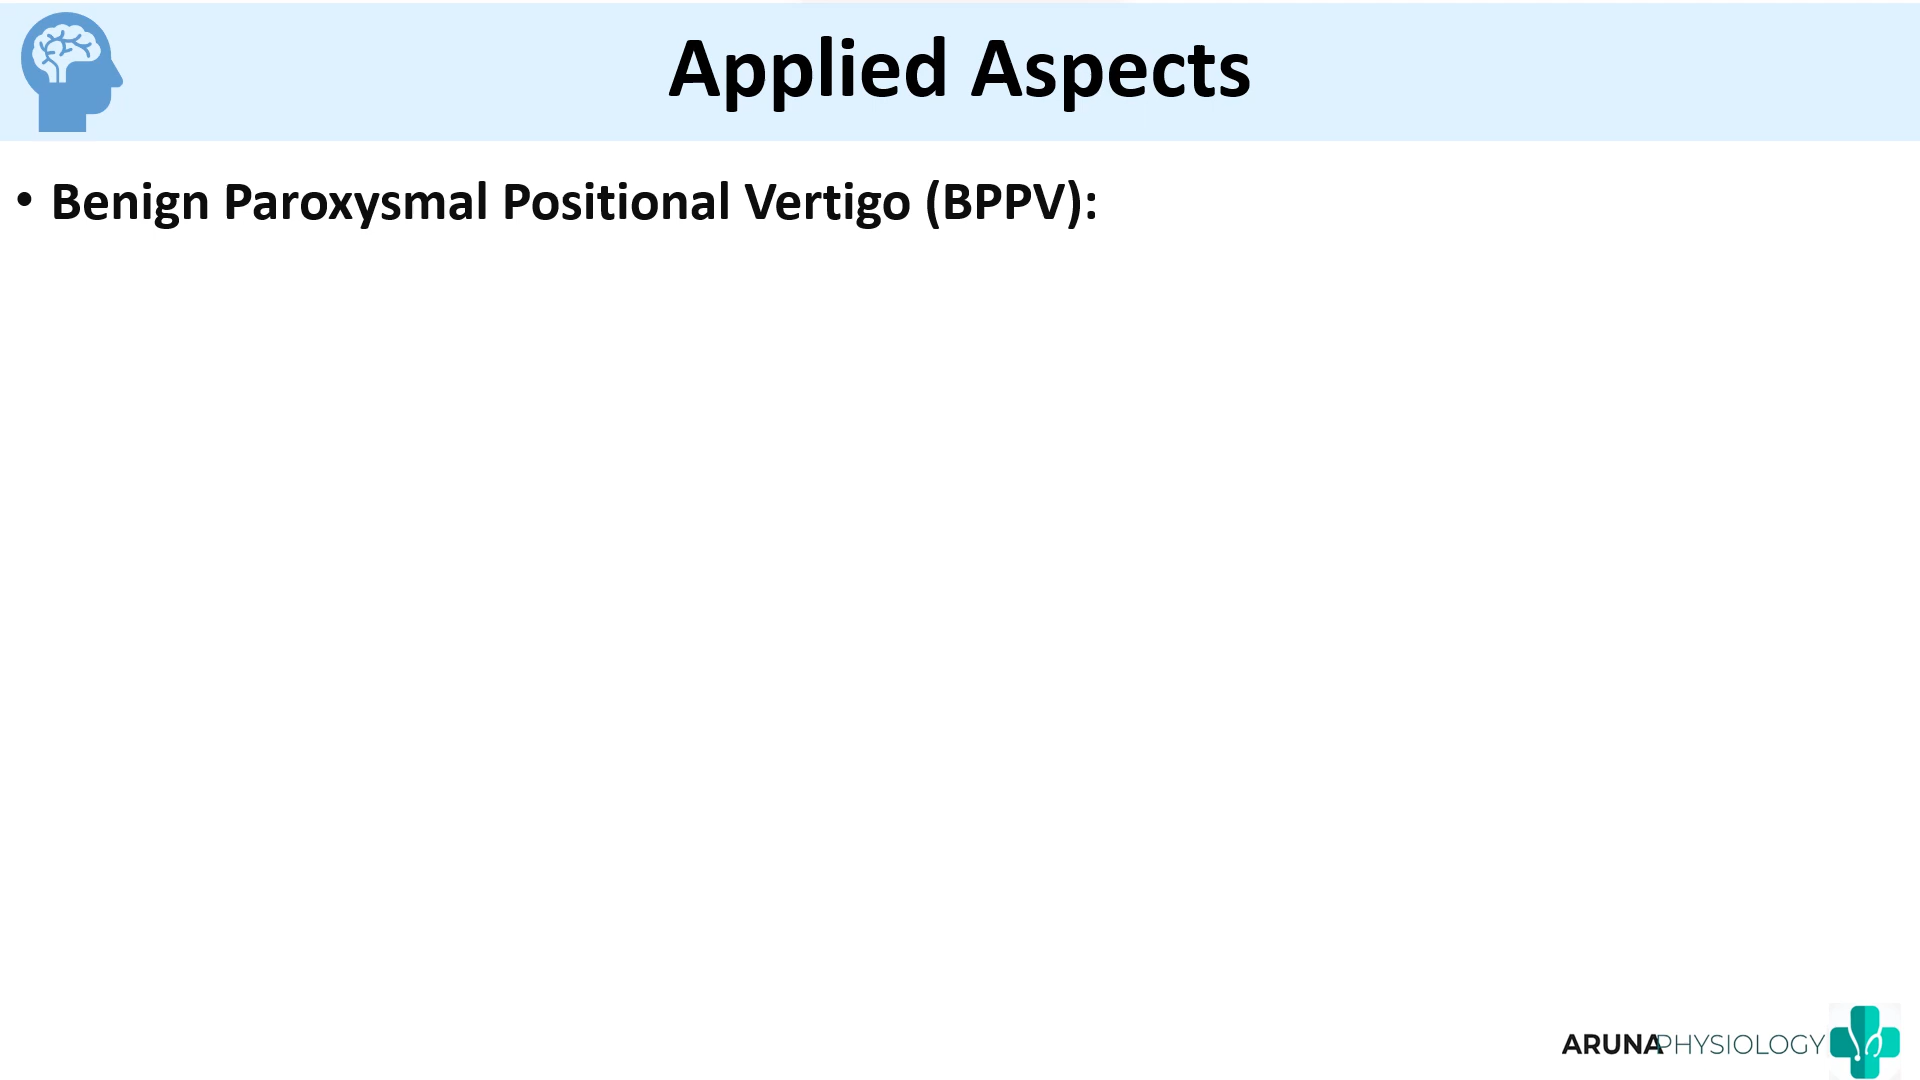 Applied Aspects
• Benign Paroxysmal Positional Vertigo (BPPV):
ARUNAPHYSIOLOGY